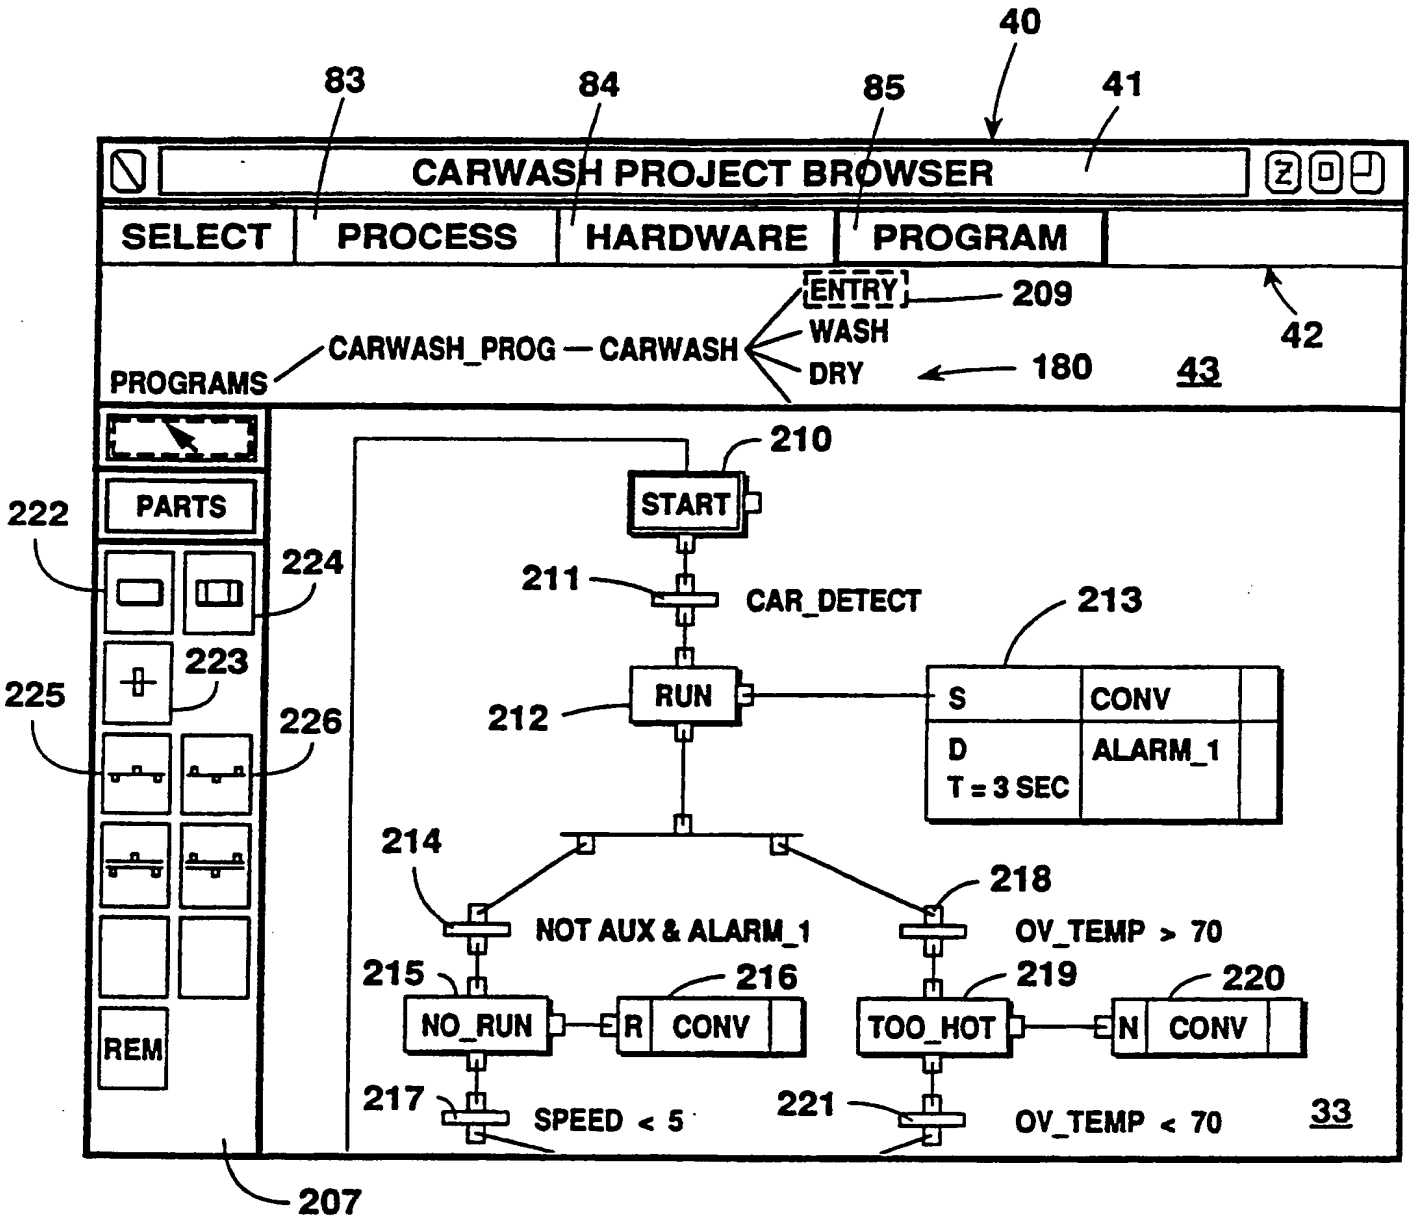 40
83 84 85 41
CARWASH PROJECT BROWSER
Z
SELECT PROCESS HARDWARE PROGRAM
ENTRY 209
WASH
42
CARWASH_PROG CARWASH
PROGRAMS
DRY 180 43
210
PARTS
START
222
224
211
CAR_DETECT
213
223
225
RUN
212
S CONV
226
D ALARM_1
T = 3 SEC
214
218
NOT AUX & ALARM_1
OV_TEMP > 70
215 216 219 220
NO_RUN R CONV TOO_HOT N CONV
REM
217 SPEED < 5
221 OV_TEMP < 70
33
207